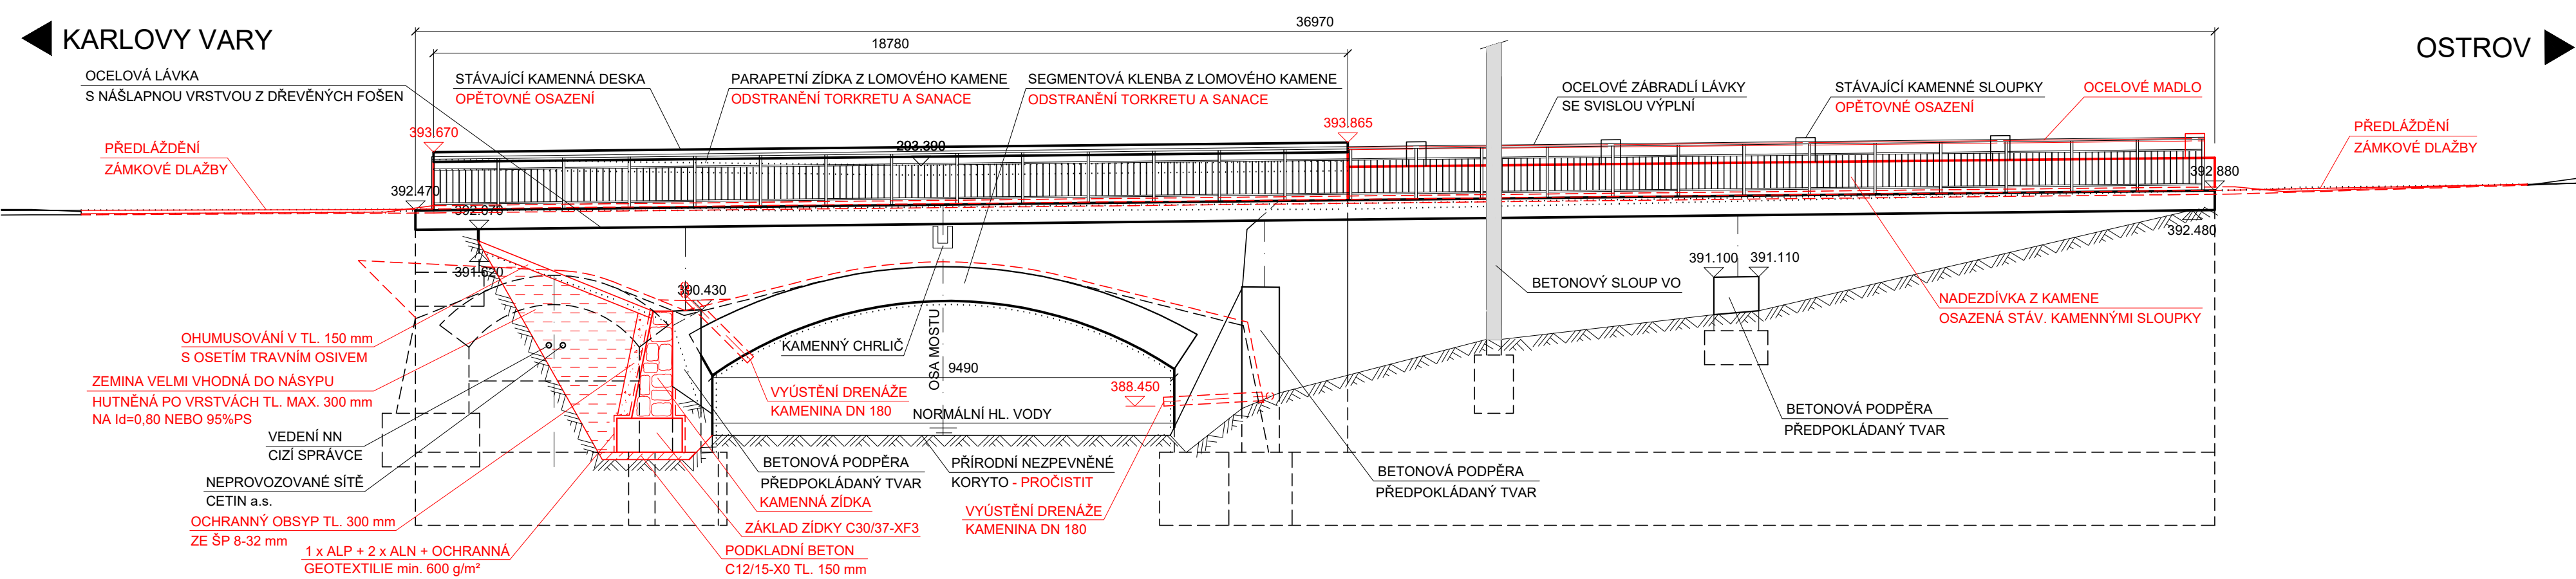 36970
KARLOVY VARY
OSTROV
18780
OCELOVÁ LÁVKA
S NÁŠLAPNOU VRSTVOU Z DŘEVĚNÝCH FOŠEN
STÁVAJÍCÍ KAMENNÁ DESKA
OPĚTOVNÉ OSAZENÍ
PARAPETNÍ ZÍDKA Z LOMOVÉHO KAMENE
ODSTRANĚNÍ TORKRETU A SANACE
SEGMENTOVÁ KLENBA Z LOMOVÉHO KAMENE
ODSTRANĚNÍ TORKRETU A SANACE
OCELOVÉ ZÁBRADLÍ LÁVKY
SE SVISLOU VÝPLNÍ
STÁVAJÍCÍ KAMENNÉ SLOUPKY
OPĚTOVNÉ OSAZENÍ
OCELOVÉ MADLO
393.670
393.865
PŘEDLÁŽDĚNÍ
ZÁMKOVÉ DLAŽBY
PŘEDLÁŽDĚNÍ
ZÁMKOVÉ DLAŽBY
392.470
392.880
392.070
392.480
391.620
391.100
391.110
390.430
BETONOVÝ SLOUP VO
NADEZDÍVKA Z KAMENE
OSAZENÁ STÁV. KAMENNÝMI SLOUPKY
OHUMUSOVÁNÍ V TL. 150 mm
S OSETÍM TRAVNÍM OSIVEM
KAMENNÝ CHRLIČ
OSA MOSTU
9490
ZEMINA VELMI VHODNÁ DO NÁSYPU
HUTNĚNÁ PO VRSTVÁCH TL. MAX. 300 mm
NA Id=0,80 NEBO 95%PS
VYÚSTĚNÍ DRENÁŽE
KAMENINA DN 180
388.450
NORMÁLNÍ HL. VODY
BETONOVÁ PODPĚRA
PŘEDPOKLÁDANÝ TVAR
VEDENÍ NN
CIZÍ SPRÁVCE
BETONOVÁ PODPĚRA
PŘEDPOKLÁDANÝ TVAR
PŘÍRODNÍ NEZPEVNĚNÉ
KORYTO - PROČISTIT
BETONOVÁ PODPĚRA
PŘEDPOKLÁDANÝ TVAR
NEPROVOZOVANÉ SÍTĚ
CETIN a.s.
KAMENNÁ ZÍDKA
VYÚSTĚNÍ DRENÁŽE
KAMENINA DN 180
OCHRANNÝ OBSYP TL. 300 mm
ZE ŠP 8-32 mm
ZÁKLAD ZÍDKY C30/37-XF3
1 x ALP + 2 x ALN + OCHRANNÁ
GEOTEXTILIE min. 600 g/m²
PODKLADNÍ BETON
C12/15-X0 TL. 150 mm